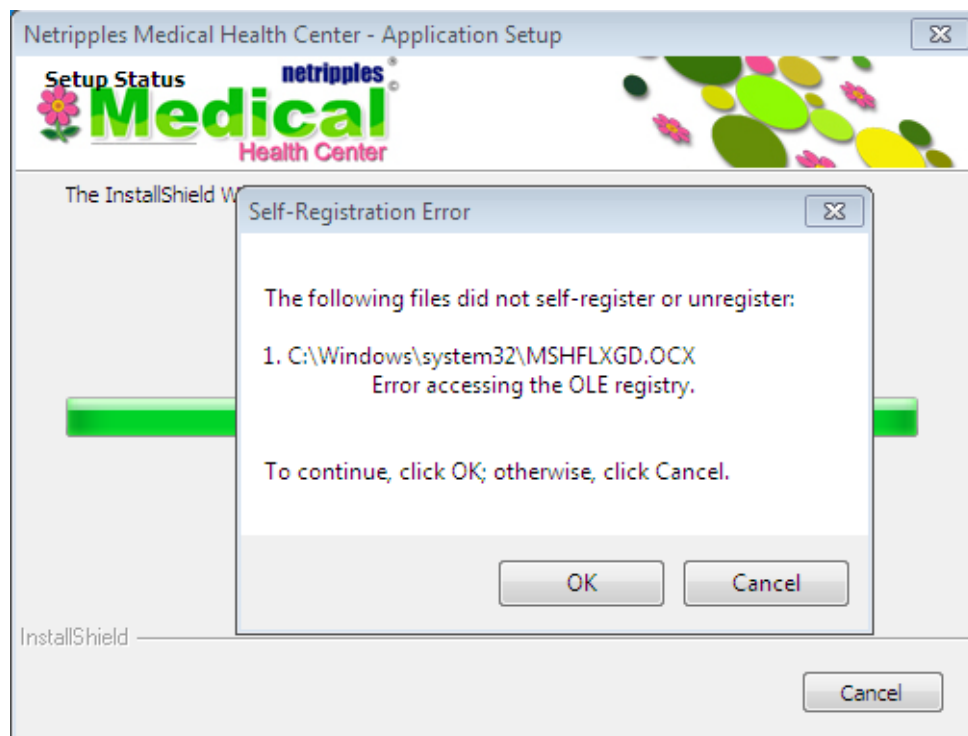 Netripples Medical Health Center - Application Setup
Setup Status
netripples
Medical
Health Center
The InstallShield W
Self-Registration Error
The following files did not self-register or unregister:
1. C:\Windows\system32\MSHFLXGD.OCX
Error accessing the OLE registry.
To continue, click OK; otherwise, click Cancel.
OK Cancel
InstallShield
Cancel